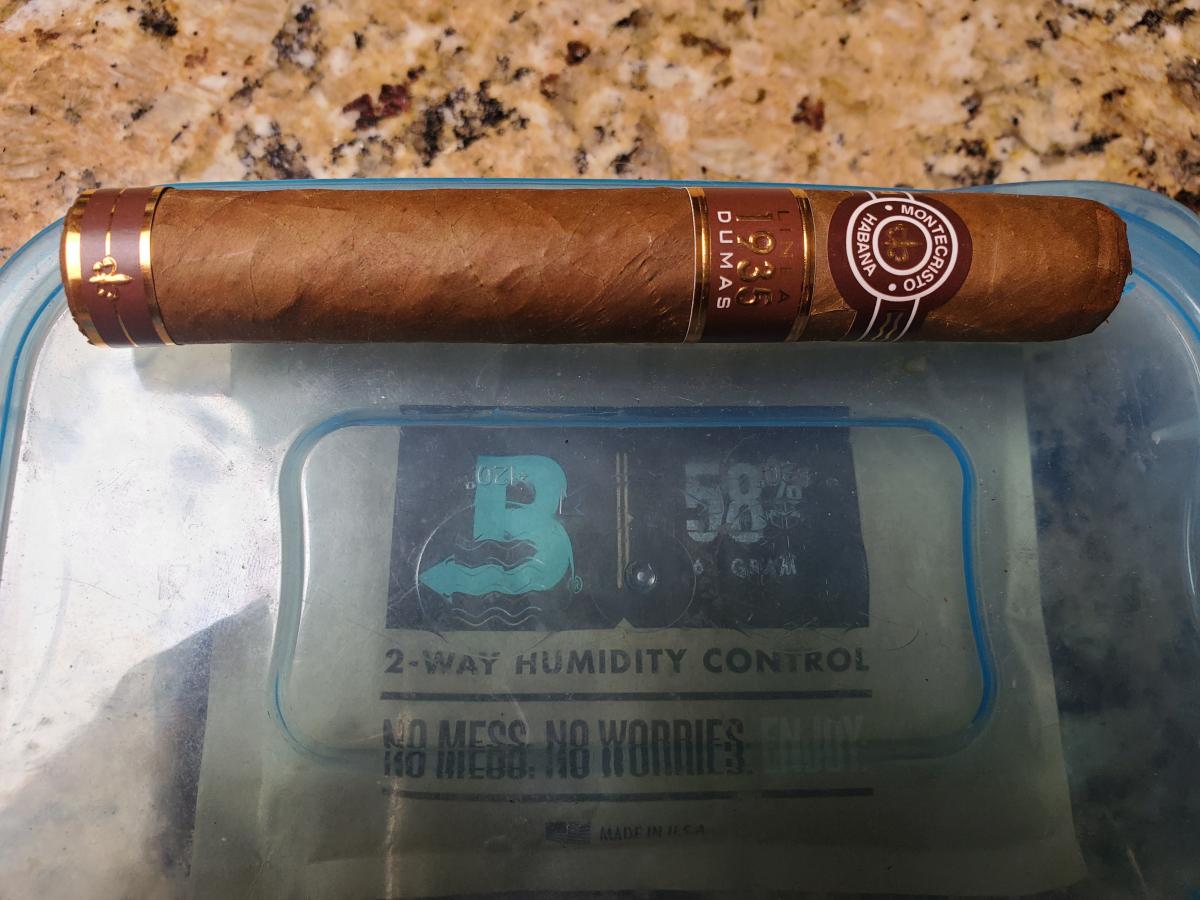 LINEA
1935
DUMAS
MONTECRISTO
HABANA
B
58%
GRAM
2-WAY HUMIDITY CONTROL
NO MESS. NO WORRIES. ENJOY.
MADE IN U.S.A.